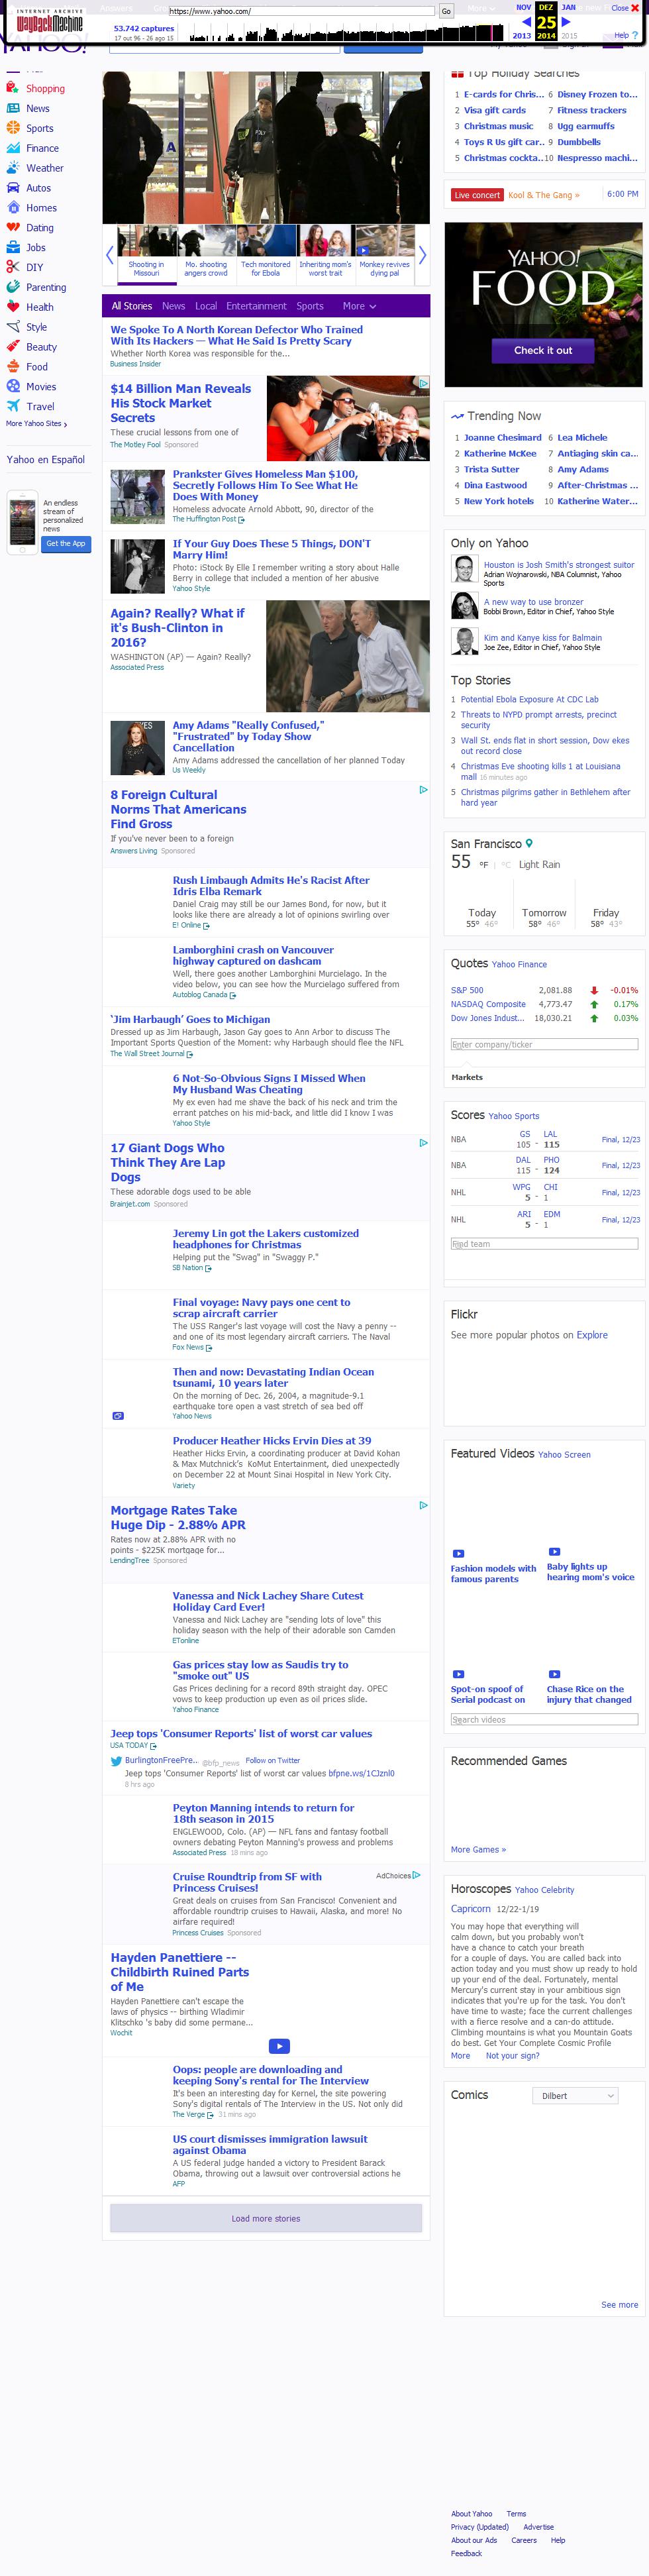 INTERNET ARCHIVE
WayBackMachine
https://www.yahoo.com/
Go
53.742 captures
17 out 96 - 26 ago 15
NOV
DEZ
JAN
25
2013
2014
2015
Close
Help
Shopping
News
Sports
Finance
Weather
Autos
Homes
Dating
Jobs
DIY
Parenting
Health
Style
Beauty
Food
Movies
Travel
More Yahoo Sites
Yahoo en Español
An endless
stream of
personalized
news
Get the App
Shooting in
Missouri
Mo. shooting
angers crowd
Tech monitored
for Ebola
Inheriting mom's
worst trait
Monkey revives
dying pal
All Stories News Local Entertainment Sports More
We Spoke To A North Korean Defector Who Trained
With Its Hackers — What He Said Is Pretty Scary
Whether North Korea was responsible for the...
Business Insider
$14 Billion Man Reveals
His Stock Market
Secrets
These crucial lessons from one of
The Motley Fool Sponsored
Prankster Gives Homeless Man $100,
Secretly Follows Him To See What He
Does With Money
Homeless advocate Arnold Abbott, 90, director of the
The Huffington Post
If Your Guy Does These 5 Things, DON'T
Marry Him!
Photo: iStock By Elle I remember writing a story about Halle
Berry in college that included a mention of her abusive
Yahoo Style
Again? Really? What if
it's Bush-Clinton in
2016?
WASHINGTON (AP) — Again? Really?
Associated Press
Amy Adams "Really Confused,"
"Frustrated" by Today Show
Cancellation
Amy Adams addressed the cancellation of her planned Today
Us Weekly
8 Foreign Cultural
Norms That Americans
Find Gross
If you've never been to a foreign
Answers Living Sponsored
Rush Limbaugh Admits He's Racist After
Idris Elba Remark
Daniel Craig may still be our James Bond, for now, but it
looks like there are already a lot of opinions swirling over
E! Online
Lamborghini crash on Vancouver
highway captured on dashcam
Well, there goes another Lamborghini Murcielago. In the
video below, you can see how the Murcielago suffered from
Autoblog Canada
'Jim Harbaugh' Goes to Michigan
Dressed up as Jim Harbaugh, Jason Gay goes to Ann Arbor to discuss The
Important Sports Question of the Moment: why Harbaugh should flee the NFL
The Wall Street Journal
6 Not-So-Obvious Signs I Missed When
My Husband Was Cheating
My ex even had me shave the back of his neck and trim the
errant patches on his mid-back, and little did I know I was
Yahoo Style
17 Giant Dogs Who
Think They Are Lap
Dogs
These adorable dogs used to be able
Brainjet.com Sponsored
Jeremy Lin got the Lakers customized
headphones for Christmas
Helping put the "Swag" in "Swaggy P."
SB Nation
Final voyage: Navy pays one cent to
scrap aircraft carrier
The USS Ranger's last voyage will cost the Navy a penny --
and one of its most legendary aircraft carriers. The Naval
Fox News
Then and now: Devastating Indian Ocean
tsunami, 10 years later
On the morning of Dec. 26, 2004, a magnitude-9.1
earthquake tore open a vast stretch of sea bed off
Yahoo News
Producer Heather Hicks Ervin Dies at 39
Heather Hicks Ervin, a coordinating producer at David Kohan
& Max Mutchnick's KoMut Entertainment, died unexpectedly
on December 22 at Mount Sinai Hospital in New York City.
Variety
Mortgage Rates Take
Huge Dip - 2.88% APR
Rates now at 2.88% APR with no
points - $225K mortgage for...
LendingTree Sponsored
Vanessa and Nick Lachey Share Cutest
Holiday Card Ever!
Vanessa and Nick Lachey are "sending lots of love" this
holiday season with the help of their adorable son Camden
ETonline
Gas prices stay low as Saudis try to
"smoke out" US
Gas Prices declining for a record 89th straight day. OPEC
vows to keep production up even as oil prices slide.
Yahoo Finance
Jeep tops 'Consumer Reports' list of worst car values
USA TODAY
BurlingtonFreePre.. @bfp_news Follow on Twitter
Jeep tops 'Consumer Reports' list of worst car values bfpne.ws/1CJznl0
8 hrs ago
Peyton Manning intends to return for
18th season in 2015
ENGLEWOOD, Colo. (AP) — NFL fans and fantasy football
owners debating Peyton Manning's prowess and problems
Associated Press 18 mins ago
Cruise Roundtrip from SF with
Princess Cruises!
AdChoices
Great deals on cruises from San Francisco! Convenient and
affordable roundtrip cruises to Hawaii, Alaska, and more! No
airfare required!
Princess Cruises Sponsored
Hayden Panettiere --
Childbirth Ruined Parts
of Me
Hayden Panettiere can't escape the
laws of physics -- birthing Wladimir
Klitschko 's baby did some permane...
Wochit
Oops: people are downloading and
keeping Sony's rental for The Interview
It's been an interesting day for Kernel, the site powering
Sony's digital rentals of The Interview in the US. Not only did
The Verge 31 mins ago
US court dismisses immigration lawsuit
against Obama
A US federal judge handed a victory to President Barack
Obama, throwing out a lawsuit over controversial actions he
AFP
Load more stories
Top Holiday Searches
1 E-cards for Chris... 6 Disney Frozen to...
2 Visa gift cards 7 Fitness trackers
3 Christmas music 8 Ugg earmuffs
4 Toys R Us gift car.. 9 Dumbbells
5 Christmas cockta.. 10 Nespresso machi...
Live concert Kool & The Gang » 6:00 PM
YAHOO!
FOOD
Check it out
Trending Now
1 Joanne Chesimard 6 Lea Michele
2 Katherine McKee 7 Antiaging skin ca...
3 Trista Sutter 8 Amy Adams
4 Dina Eastwood 9 After-Christmas ...
5 New York hotels 10 Katherine Water...
Only on Yahoo
Houston is Josh Smith's strongest suitor
Adrian Wojnarowski, NBA Columnist, Yahoo
Sports
A new way to use bronzer
Bobbi Brown, Editor in Chief, Yahoo Style
Kim and Kanye kiss for Balmain
Joe Zee, Editor in Chief, Yahoo Style
Top Stories
1 Potential Ebola Exposure At CDC Lab
2 Threats to NYPD prompt arrests, precinct
security
3 Wall St. ends flat in short session, Dow ekes
out record close
4 Christmas Eve shooting kills 1 at Louisiana
mall 16 minutes ago
5 Christmas pilgrims gather in Bethlehem after
hard year
San Francisco
55 °F | °C Light Rain
Today Tomorrow Friday
55° 46° 58° 46° 58° 43°
Quotes Yahoo Finance
S&P 500 2,081.88 -0.01%
NASDAQ Composite 4,773.47 0.17%
Dow Jones Indust... 18,030.21 0.03%
Enter company/ticker
Markets
Scores Yahoo Sports
NBA GS LAL 105 - 115 Final, 12/23
NBA DAL PHO 115 - 124 Final, 12/23
NHL WPG CHI 5 - 1 Final, 12/23
NHL ARI EDM 5 - 1 Final, 12/23
Find team
Flickr
See more popular photos on Explore
Featured Videos Yahoo Screen
Fashion models with
famous parents
Baby lights up
hearing mom's voice
Spot-on spoof of
Serial podcast on
Chase Rice on the
injury that changed
Search videos
Recommended Games
More Games »
Horoscopes Yahoo Celebrity
Capricorn 12/22-1/19
You may hope that everything will
calm down, but you probably won't
have a chance to catch your breath
for a couple of days. You are called back into
action today and you must show up ready to hold
up your end of the deal. Fortunately, mental
Mercury's current stay in your ambitious sign
indicates that you're up for the task. You don't
have time to waste; face the current challenges
with a fierce resolve and a can-do attitude.
Climbing mountains is what you Mountain Goats
do best. Get Your Complete Cosmic Profile
More Not your sign?
Comics Dilbert
See more
About Yahoo Terms
Privacy (Updated) Advertise
About our Ads Careers Help
Feedback